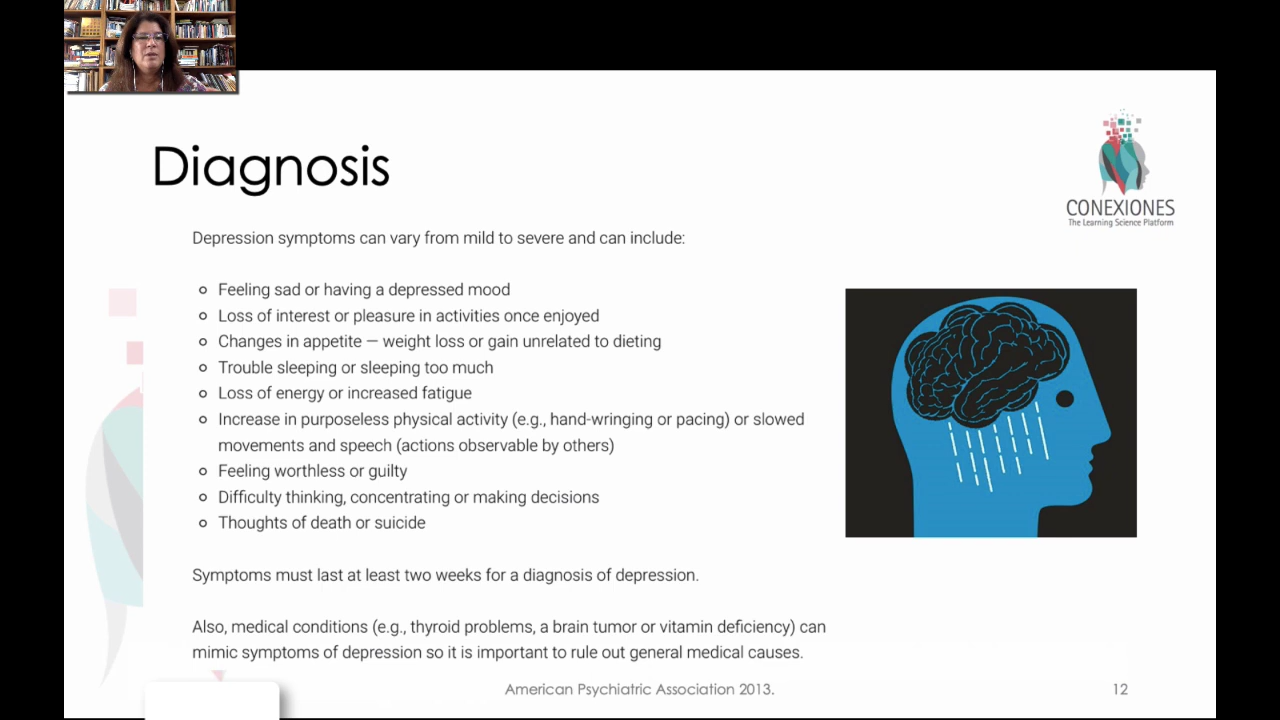 Diagnosis
CONEXIONES
The Learning Science Platform
Depression symptoms can vary from mild to severe and can include:
Feeling sad or having a depressed mood
Loss of interest or pleasure in activities once enjoyed
Changes in appetite — weight loss or gain unrelated to dieting
Trouble sleeping or sleeping too much
Loss of energy or increased fatigue
Increase in purposeless physical activity (e.g., hand-wringing or pacing) or slowed
movements and speech (actions observable by others)
Feeling worthless or guilty
Difficulty thinking, concentrating or making decisions
Thoughts of death or suicide
Symptoms must last at least two weeks for a diagnosis of depression.
Also, medical conditions (e.g., thyroid problems, a brain tumor or vitamin deficiency) can
mimic symptoms of depression so it is important to rule out general medical causes.
American Psychiatric Association 2013.
12